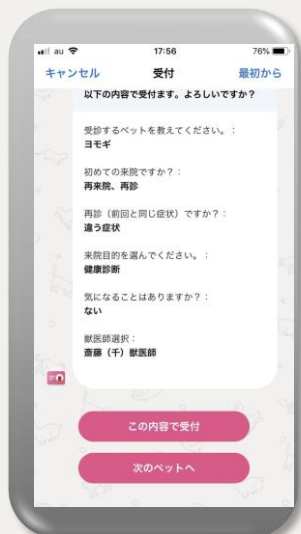 au 17:56 76%
キャンセル 受付 最初から
以下の内容で受付ます。よろしいですか？
受診するペットを教えてください。：
ヨモギ
初めての来院ですか？：
再来院、再診
再診（前回と同じ症状）ですか？：
違う症状
来院目的を選んでください。：
健康診断
気になることはありますか？：
ない
獣医師選択：
斎藤（千）獣医師
この内容で受付
次のペットへ